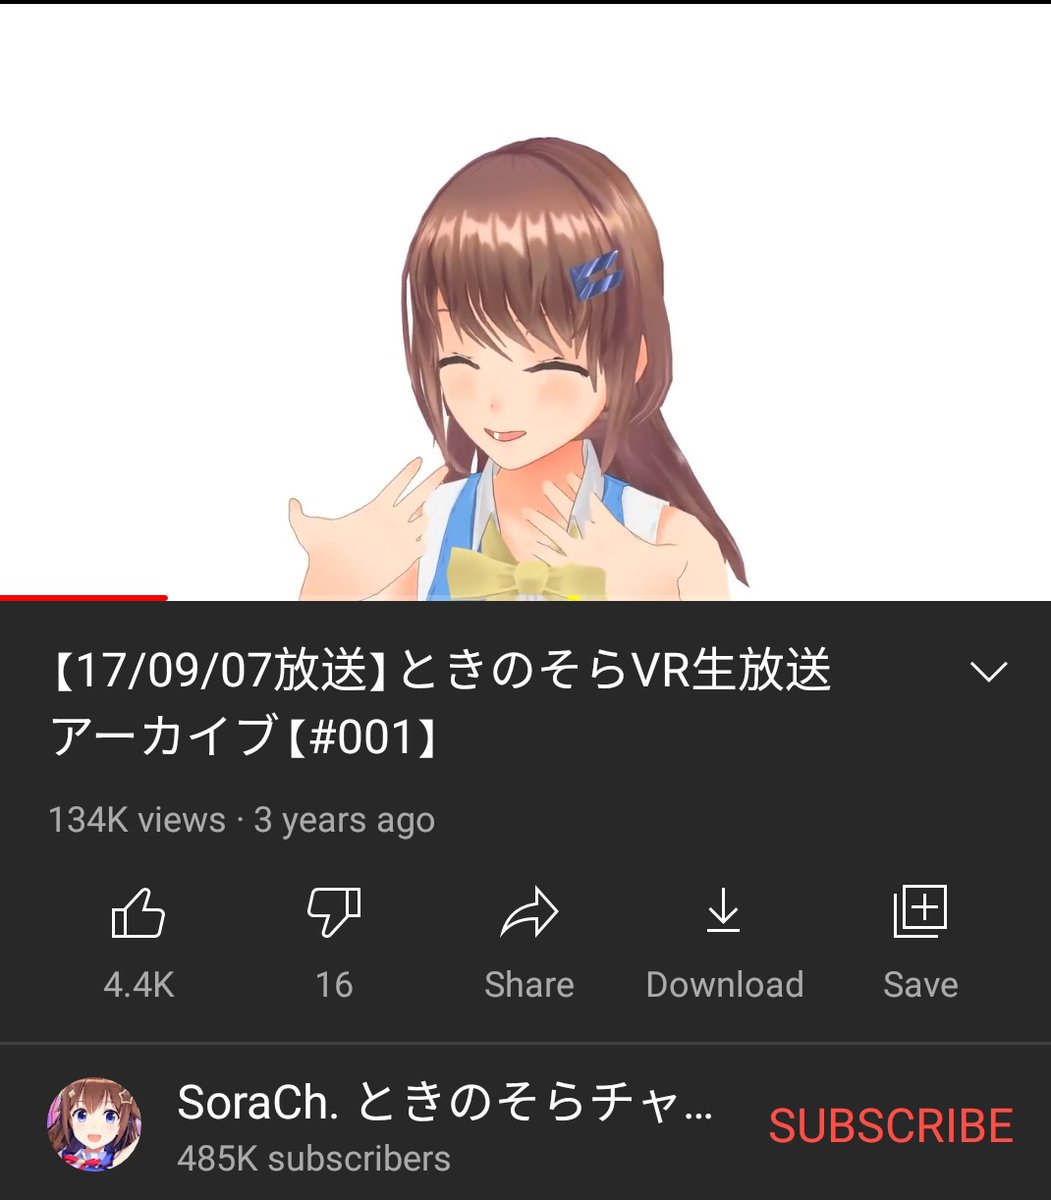 【17/09/07放送】ときのそらVR生放送
アーカイブ【#001】
134K views · 3 years ago
4.4K
16
Share
Download
Save
SoraCh. ときのそらチャ...
485K subscribers
SUBSCRIBE